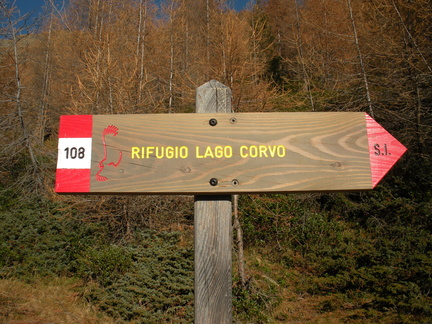 108
RIFUGIO LAGO CORVO
S.I.